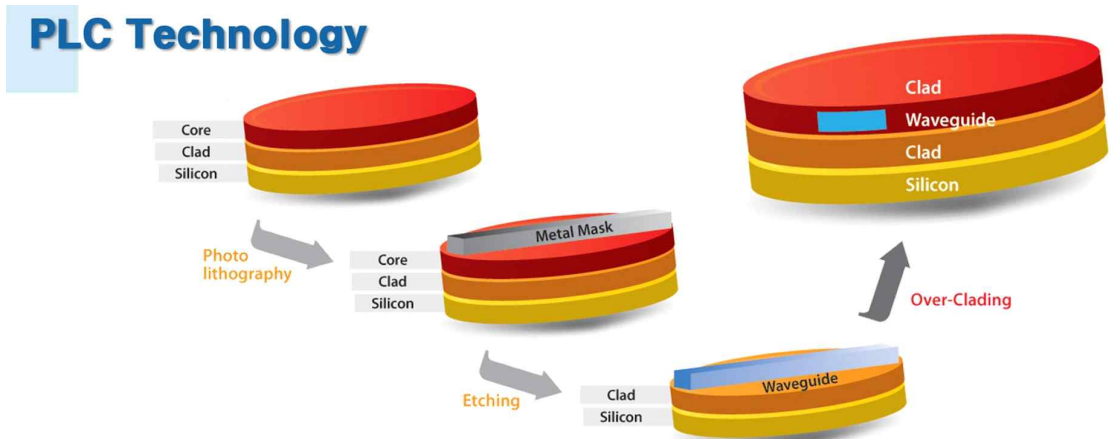 PLC Technology
Core
Clad
Silicon
Photo
lithography
Metal Mask
Core
Clad
Silicon
Etching
Waveguide
Clad
Silicon
Over-Clading
Clad
Waveguide
Clad
Silicon